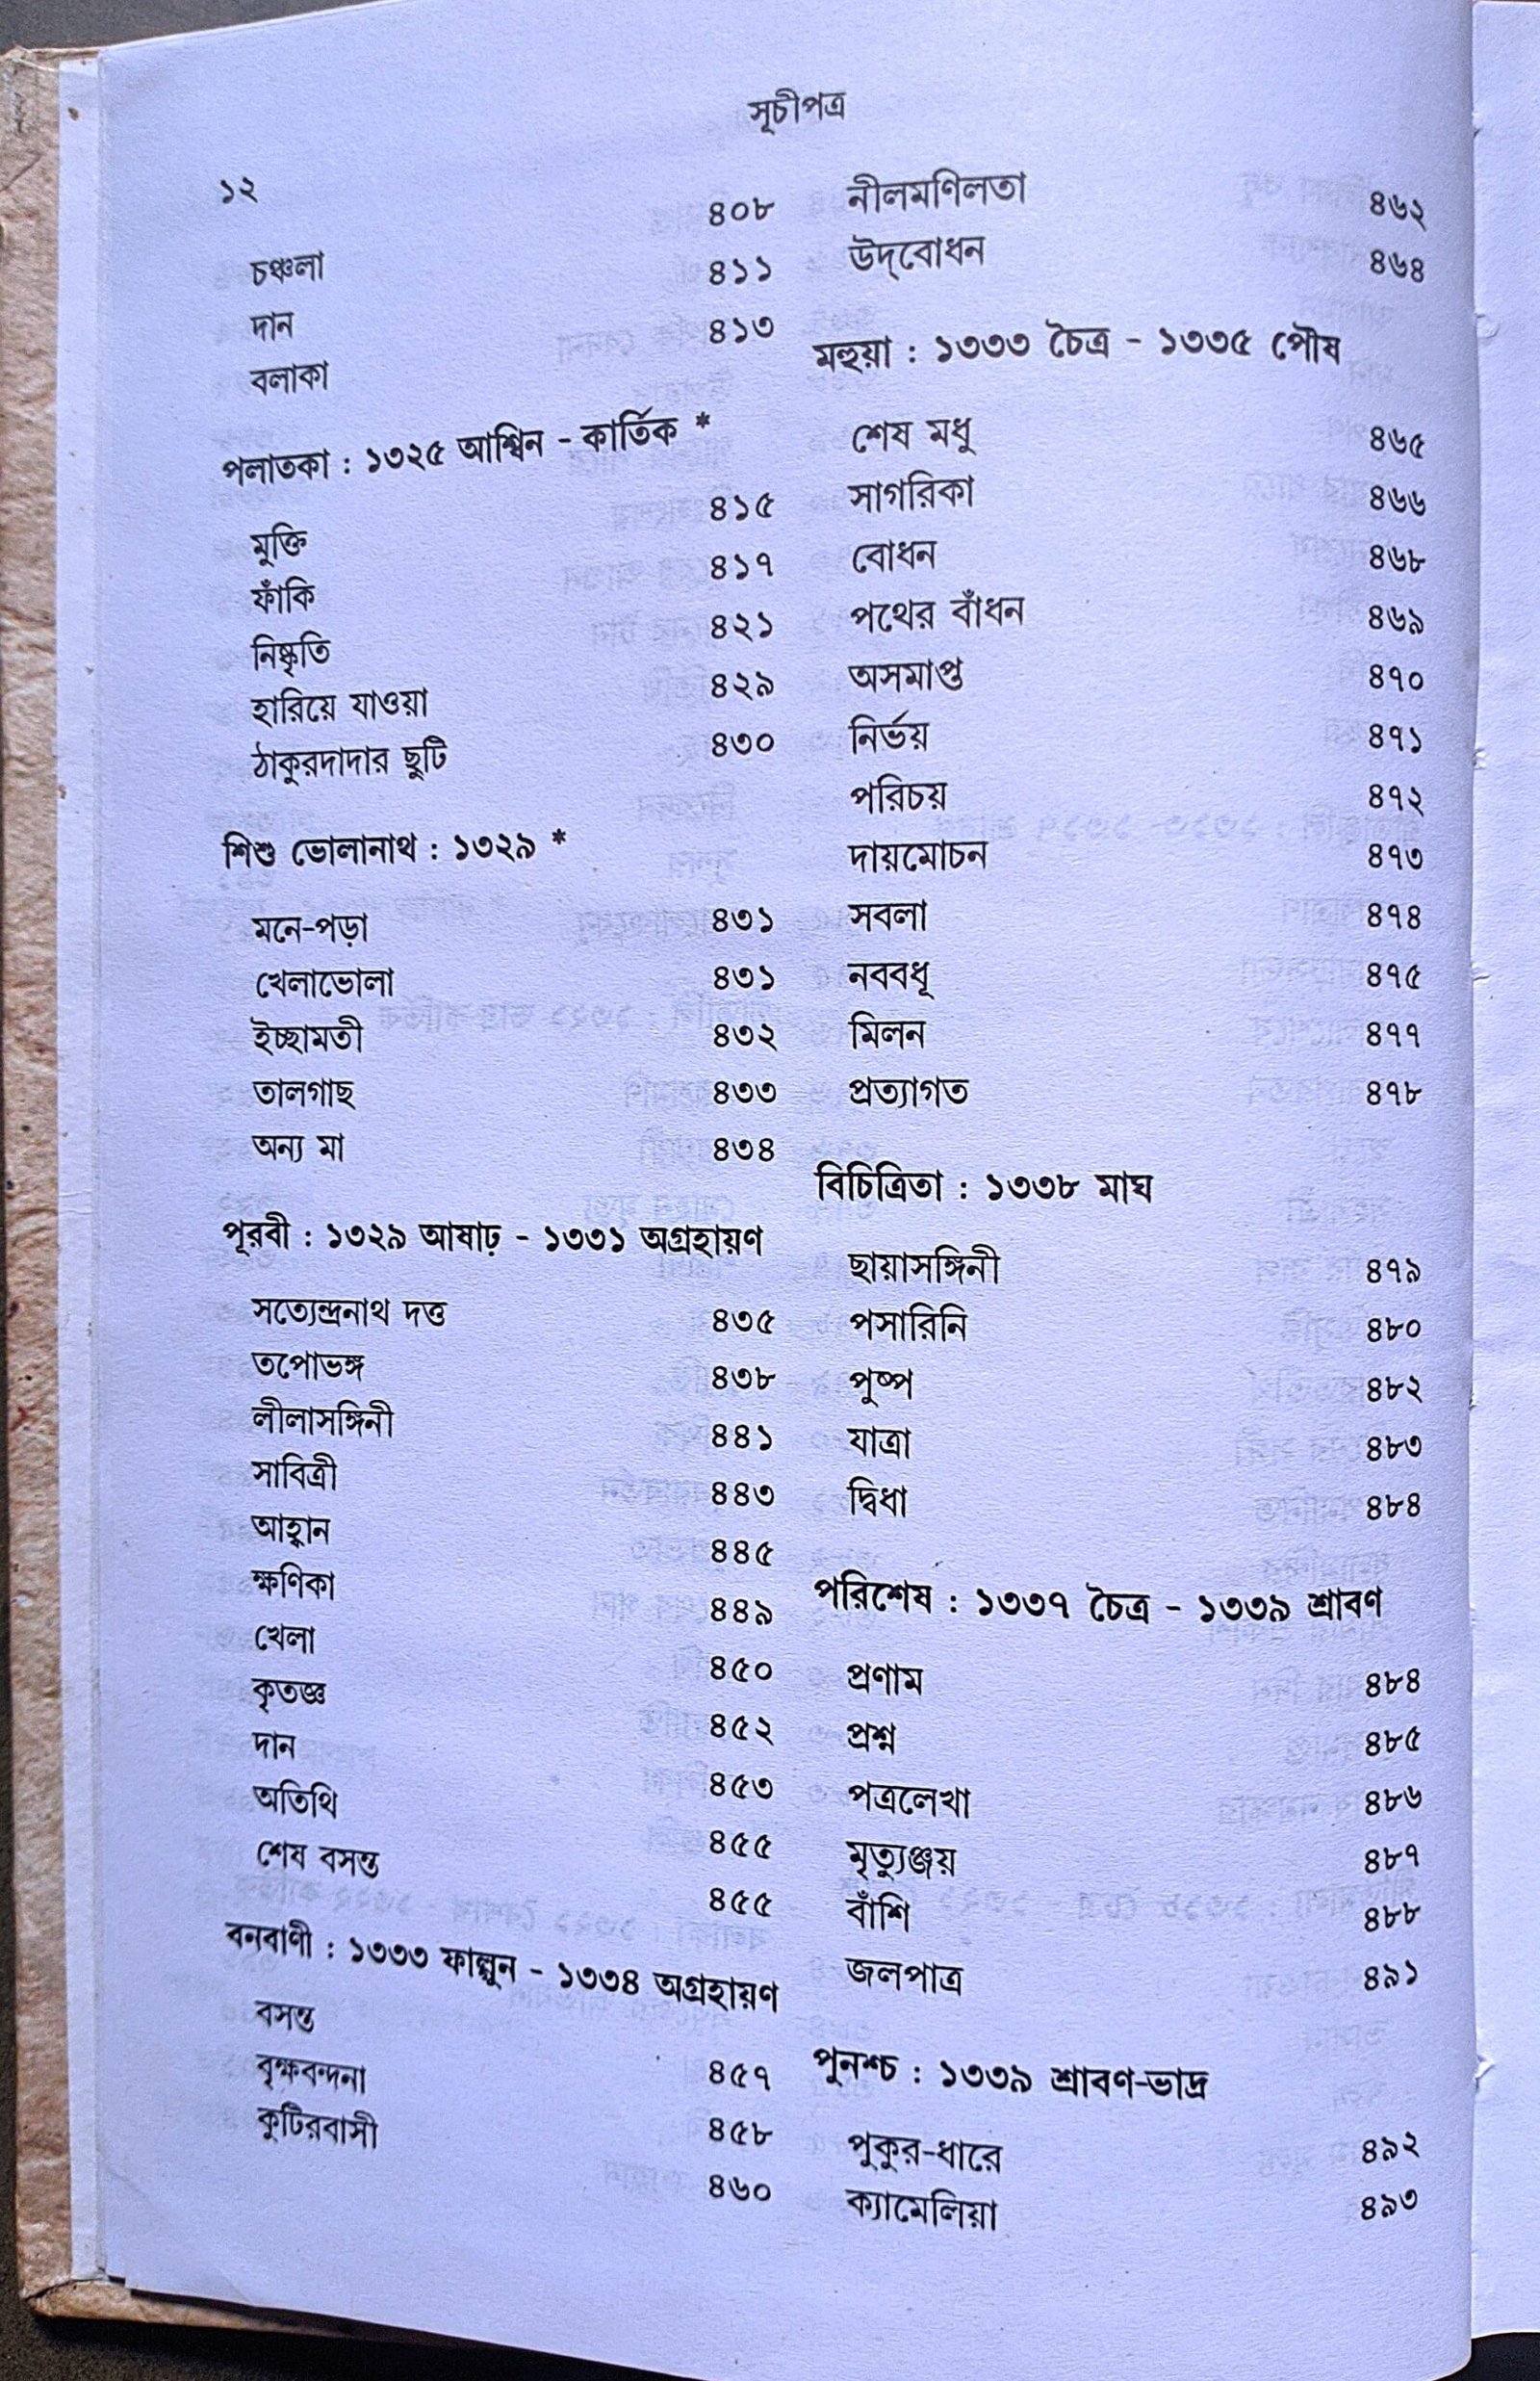 সূচীপত্র
১২
চঞ্চলা ৪০৮
দান ৪১১
বলাকা ৪১৩
পলাতকা : ১৩২৫ আশ্বিন - কার্তিক *
মুক্তি ৪১৫
ফাঁকি ৪১৭
নিষ্কৃতি ৪২১
হারিয়ে যাওয়া ৪২৯
ঠাকুরদাদার ছুটি ৪৩০
শিশু ভোলানাথ : ১৩২৯ *
মনে-পড়া ৪৩১
খেলাভোলা ৪৩১
ইচ্ছামতী ৪৩২
তালগাছ ৪৩৩
অন্য মা ৪৩৪
পূরবী : ১৩২৯ আষাঢ় - ১৩৩১ অগ্রহায়ণ
সত্যেন্দ্রনাথ দত্ত ৪৩৫
তপোভঙ্গ ৪৩৮
লীলাসঙ্গিনী ৪৪১
সাবিত্রী ৪৪৩
আহ্বান ৪৪৫
ক্ষণিকা ৪৪৯
খেলা ৪৫০
কৃতজ্ঞ ৪৫২
দান ৪৫৩
অতিথি ৪৫৫
শেষ বসন্ত ৪৫৫
বনবাণী : ১৩৩৩ ফাল্গুন - ১৩৩৪ অগ্রহায়ণ
বসন্ত ৪৫৭
বৃক্ষবন্দনা ৪৫৮
কুটিরবাসী ৪৬০
নীলমণিলতা ৪৬২
উদ্‌বোধন ৪৬৪
মহুয়া : ১৩৩৩ চৈত্র - ১৩৩৫ পৌষ
শেষ মধু ৪৬৫
সাগরিকা ৪৬৬
বোধন ৪৬৮
পথের বাঁধন ৪৬৯
অসমাপ্ত ৪৭০
নির্ভয় ৪৭১
পরিচয় ৪৭২
দায়মোচন ৪৭৩
সবলা ৪৭৪
নববধূ ৪৭৫
মিলন ৪৭৭
প্রত্যাগত ৪৭৮
বিচিত্রিতা : ১৩৩৮ মাঘ
ছায়াসঙ্গিনী ৪৭৯
পসারিনি ৪৮০
পুষ্প ৪৮২
যাত্রা ৪৮৩
দ্বিধা ৪৮৪
পরিশেষ : ১৩৩৭ চৈত্র - ১৩৩৯ শ্রাবণ
প্রণাম ৪৮৪
প্রশ্ন ৪৮৫
পত্রলেখা ৪৮৬
মৃত্যুঞ্জয় ৪৮৭
বাঁশি ৪৮৮
জলপাত্র ৪৯১
পুনশ্চ : ১৩৩৯ শ্রাবণ-ভাদ্র
পুকুর-ধারে ৪৯২
ক্যামেলিয়া ৪৯৩